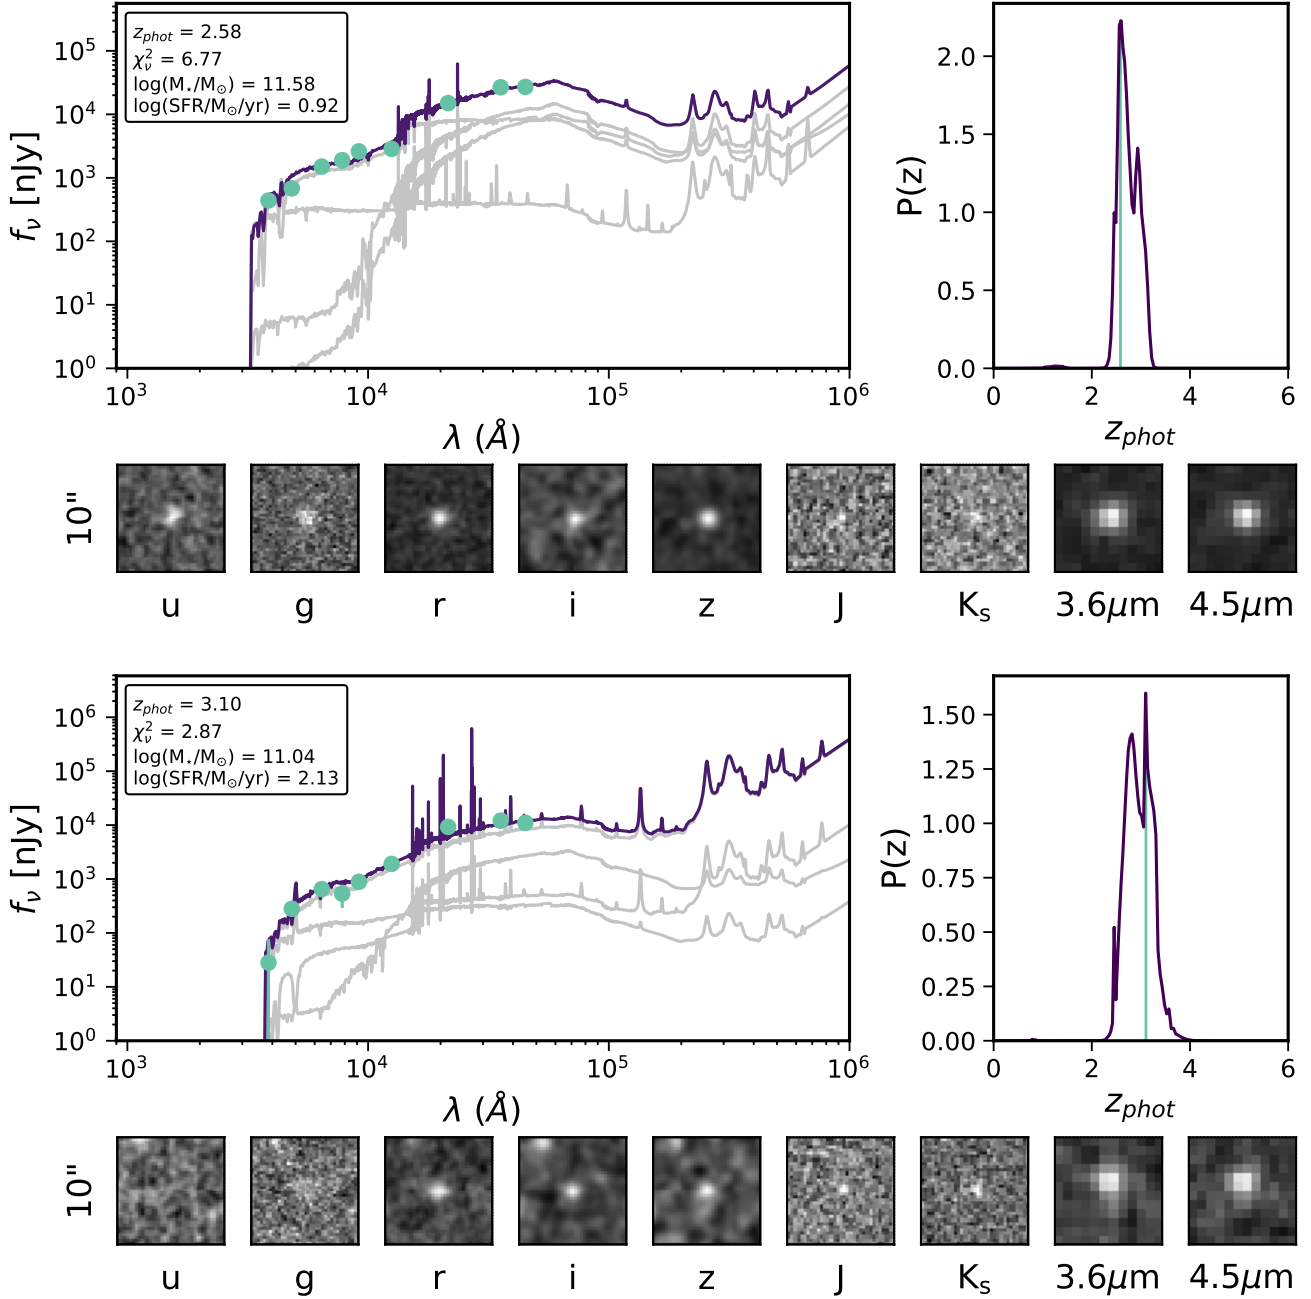 z_phot = 2.58
χ²_ν = 6.77
log(M⋆/M⊙) = 11.58
log(SFR/M⊙/yr) = 0.92
f_ν [nJy]
10⁵
10⁴
10³
10²
10¹
10⁰
10³ 10⁴ 10⁵ 10⁶
λ (Å)
P(z)
2.0
1.5
1.0
0.5
0.0
0 2 4 6
z_phot
10"
u g r i z J K_s 3.6μm 4.5μm
z_phot = 3.10
χ²_ν = 2.87
log(M⋆/M⊙) = 11.04
log(SFR/M⊙/yr) = 2.13
f_ν [nJy]
10⁶
10⁵
10⁴
10³
10²
10¹
10⁰
10³ 10⁴ 10⁵ 10⁶
λ (Å)
P(z)
1.50
1.25
1.00
0.75
0.50
0.25
0.00
0 2 4 6
z_phot
10"
u g r i z J K_s 3.6μm 4.5μm